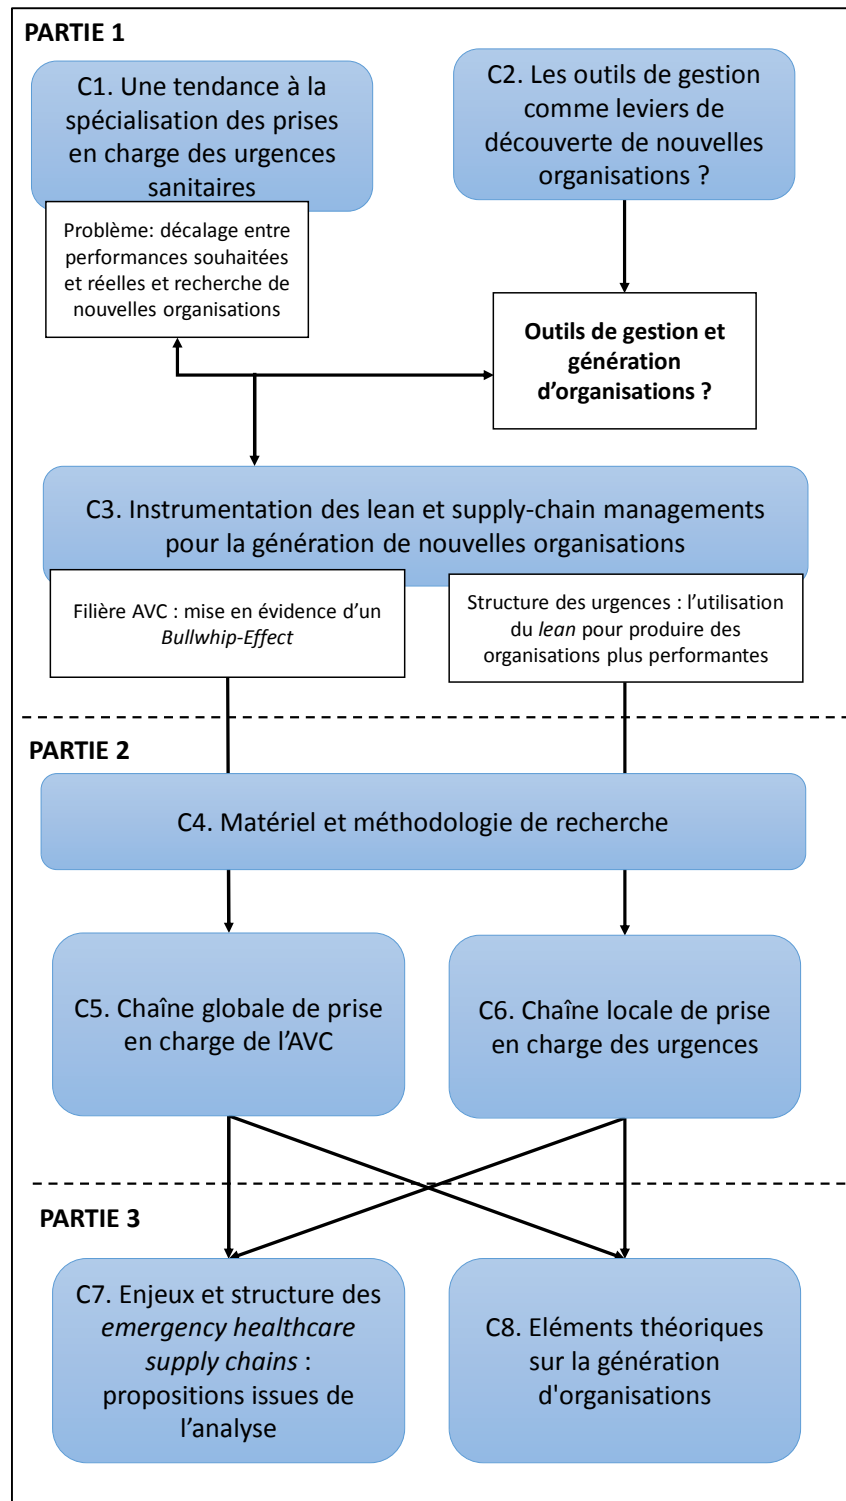 PARTIE 1
C1. Une tendance à la
spécialisation des prises
en charge des urgences
sanitaires
Problème: décalage entre
performances souhaitées
et réelles et recherche de
nouvelles organisations
C2. Les outils de gestion
comme leviers de
découverte de nouvelles
organisations ?
Outils de gestion et
génération
d’organisations ?
C3. Instrumentation des lean et supply-chain managements
pour la génération de nouvelles organisations
Filière AVC : mise en évidence d’un
Bullwhip-Effect
Structure des urgences : l’utilisation
du lean pour produire des
organisations plus performantes
PARTIE 2
C4. Matériel et méthodologie de recherche
C5. Chaîne globale de prise
en charge de l’AVC
C6. Chaîne locale de prise
en charge des urgences
PARTIE 3
C7. Enjeux et structure des
emergency healthcare
supply chains :
propositions issues de
l’analyse
C8. Eléments théoriques
sur la génération
d'organisations